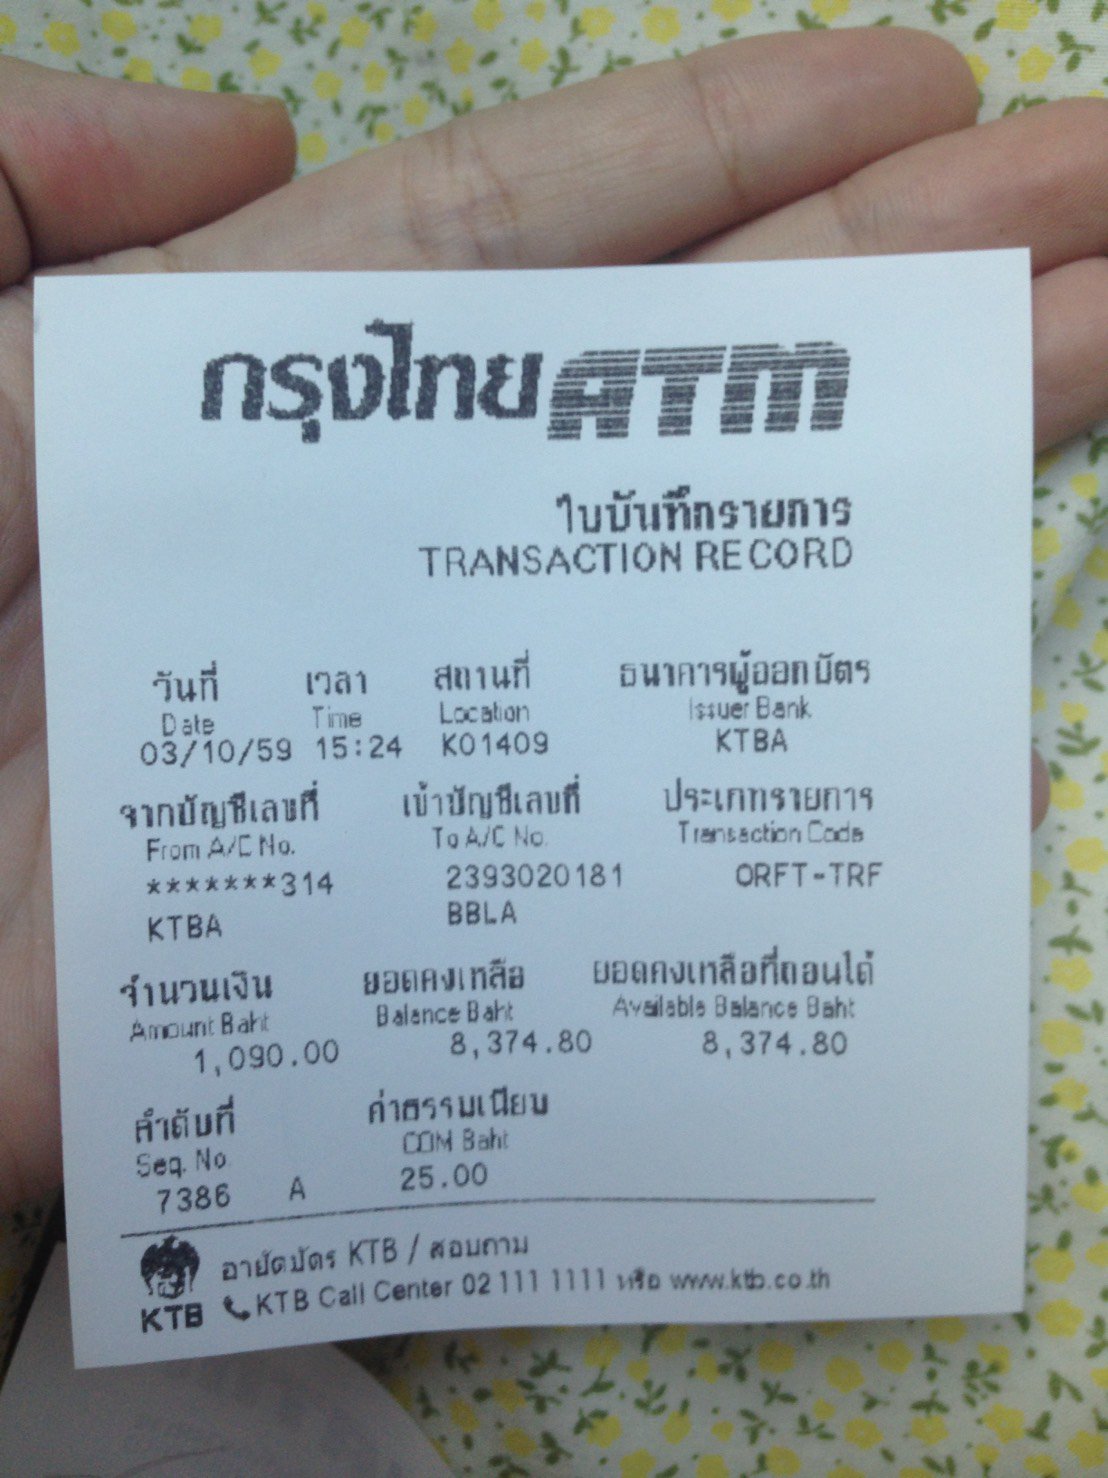 กรุงไทย ATM
ใบบันทึกรายการ
TRANSACTION RECORD
วันที่ เวลา สถานที่ ธนาคารผู้ออกบัตร
Date Time Location Issuer Bank
03/10/59 15:24 K01409 KTBA
จากบัญชีเลขที่ เข้าบัญชีเลขที่ ประเภทรายการ
From A/C No. To A/C No. Transaction Code
*******314 2393020181 ORFT-TRF
KTBA BBLA
จำนวนเงิน ยอดคงเหลือ ยอดคงเหลือที่ถอนได้
Amount Baht Balance Baht Available Balance Baht
1,090.00 8,374.80 8,374.80
ลำดับที่ ค่าธรรมเนียม
Seq. No. COM Baht
7386 A 25.00
อายัดบัตร KTB / สอบถาม
KTB Call Center 02 111 1111 หรือ www.ktb.co.th
KTB